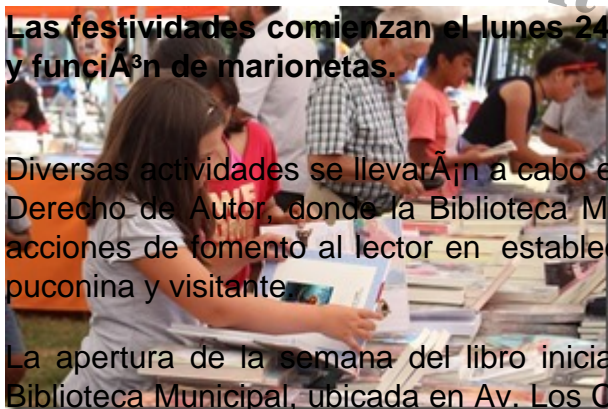 Las festividades comienzan el lunes 24
y funciÃ³n de marionetas.
Diversas actividades se llevarÃ¡n a cabo e
Derecho de Autor, donde la Biblioteca M
acciones de fomento al lector en establec
puconina y visitante.
La apertura de la semana del libro inicia
Biblioteca Municipal, ubicada en Av. Los C